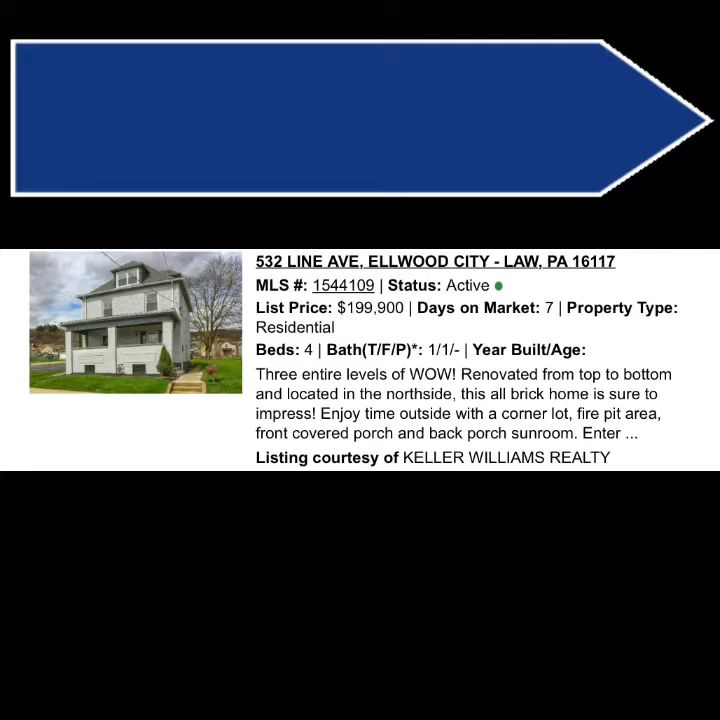 532 LINE AVE, ELLWOOD CITY - LAW, PA 16117
MLS #: 1544109 | Status: Active
List Price: $199,900 | Days on Market: 7 | Property Type:
Residential
Beds: 4 | Bath(T/F/P)*: 1/1/- | Year Built/Age:
Three entire levels of WOW! Renovated from top to bottom
and located in the northside, this all brick home is sure to
impress! Enjoy time outside with a corner lot, fire pit area,
front covered porch and back porch sunroom. Enter ...
Listing courtesy of KELLER WILLIAMS REALTY